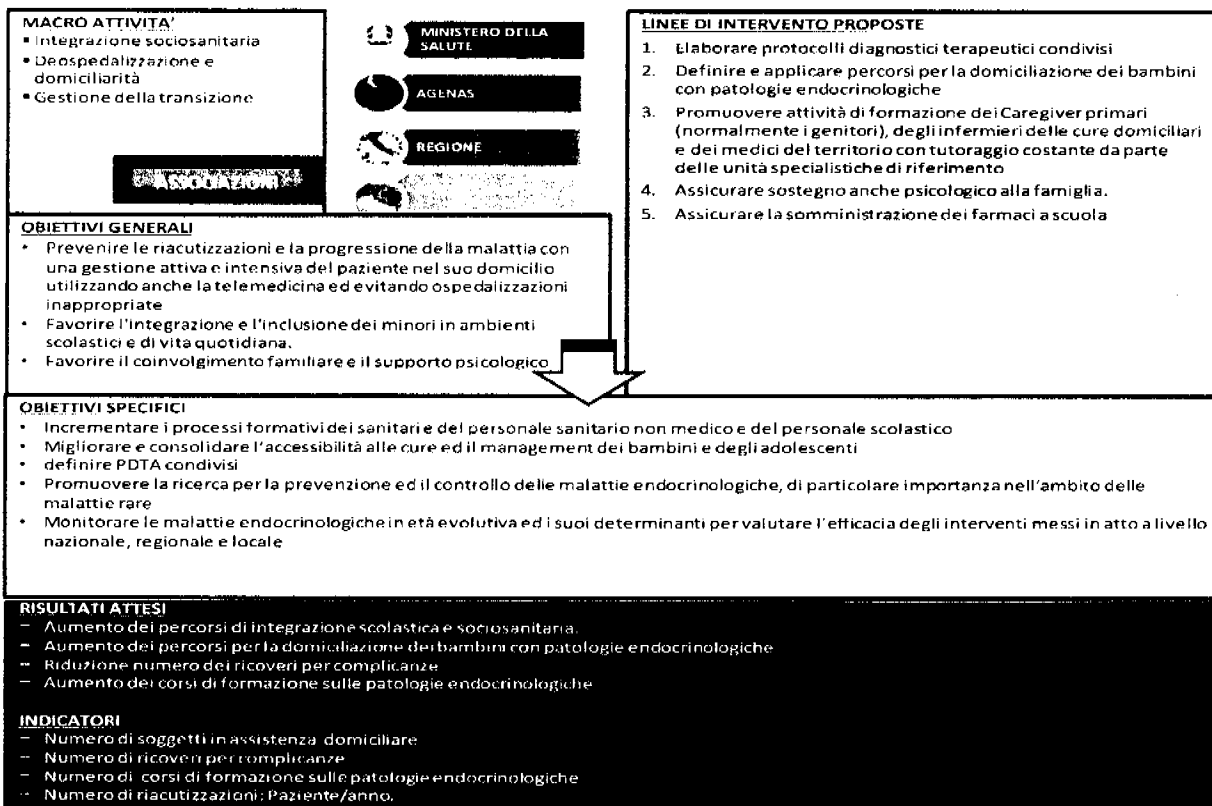 MACRO ATTIVITA'
▪ Integrazione sociosanitaria
▪ Deospedalizzazione e
domiciliarità
▪ Gestione della transizione
ASSOCIAZIONI
MINISTERO DELLA
SALUTE
AGENAS
REGIONE
LINEE DI INTERVENTO PROPOSTE
1. Elaborare protocolli diagnostici terapeutici condivisi
2. Definire e applicare percorsi per la domiciliazione dei bambini
con patologie endocrinologiche
3. Promuovere attività di formazione dei Caregiver primari
(normalmente i genitori), degli infermieri delle cure domiciliari
e dei medici del territorio con tutoraggio costante da parte
delle unità specialistiche di riferimento
4. Assicurare sostegno anche psicologico alla famiglia.
5. Assicurare la somministrazione dei farmaci a scuola
OBIETTIVI GENERALI
• Prevenire le riacutizzazioni e la progressione della malattia con
una gestione attiva e intensiva del paziente nel suo domicilio
utilizzando anche la telemedicina ed evitando ospedalizzazioni
inappropriate
• Favorire l'integrazione e l'inclusione dei minori in ambienti
scolastici e di vita quotidiana.
• Favorire il coinvolgimento familiare e il supporto psicologico
OBIETTIVI SPECIFICI
• Incrementare i processi formativi dei sanitari e del personale sanitario non medico e del personale scolastico
• Migliorare e consolidare l'accessibilità alle cure ed il management dei bambini e degli adolescenti
• definire PDTA condivisi
• Promuovere la ricerca per la prevenzione ed il controllo delle malattie endocrinologiche, di particolare importanza nell'ambito delle
malattie rare
• Monitorare le malattie endocrinologiche in età evolutiva ed i suoi determinanti per valutare l'efficacia degli interventi messi in atto a livello
nazionale, regionale e locale
RISULTATI ATTESI
– Aumento dei percorsi di integrazione scolastica e sociosanitaria.
– Aumento dei percorsi per la domiciliazione dei bambini con patologie endocrinologiche
– Riduzione numero dei ricoveri per complicanze
– Aumento dei corsi di formazione sulle patologie endocrinologiche
INDICATORI
– Numero di soggetti in assistenza domiciliare
– Numero di ricoveri per complicanze
– Numero di corsi di formazione sulle patologie endocrinologiche
– Numero di riacutizzazioni: Paziente/anno.